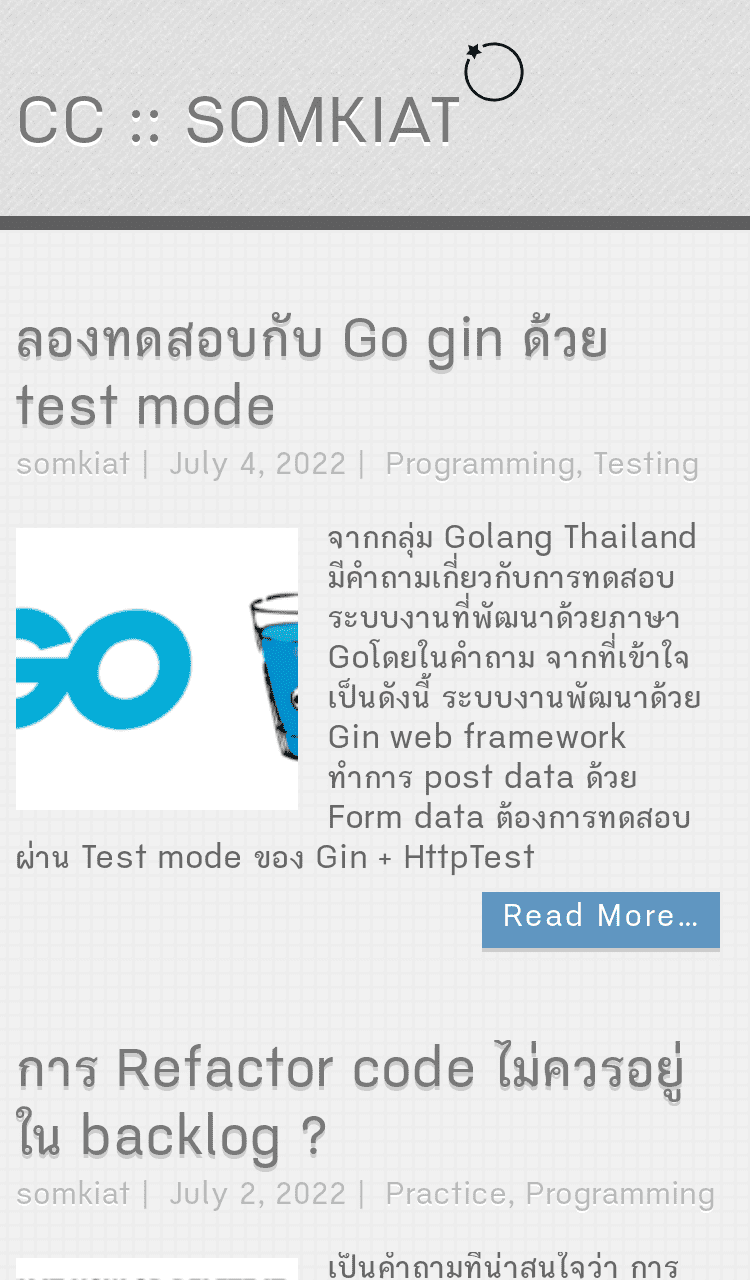 CC :: SOMKIAT
ลองทดสอบกับ Go gin ด้วย
test mode
somkiat | July 4, 2022 | Programming, Testing
GO
จากกลุ่ม Golang Thailand
มีคำถามเกี่ยวกับการทดสอบ
ระบบงานที่พัฒนาด้วยภาษา
Goโดยในคำถาม จากที่เข้าใจ
เป็นดังนี้ ระบบงานพัฒนาด้วย
Gin web framework
ทำการ post data ด้วย
Form data ต้องการทดสอบ
ผ่าน Test mode ของ Gin + HttpTest
Read More...
การ Refactor code ไม่ควรอยู่
ใน backlog ?
somkiat | July 2, 2022 | Practice, Programming
เป็นคำถามที่น่าสนใจว่า การ